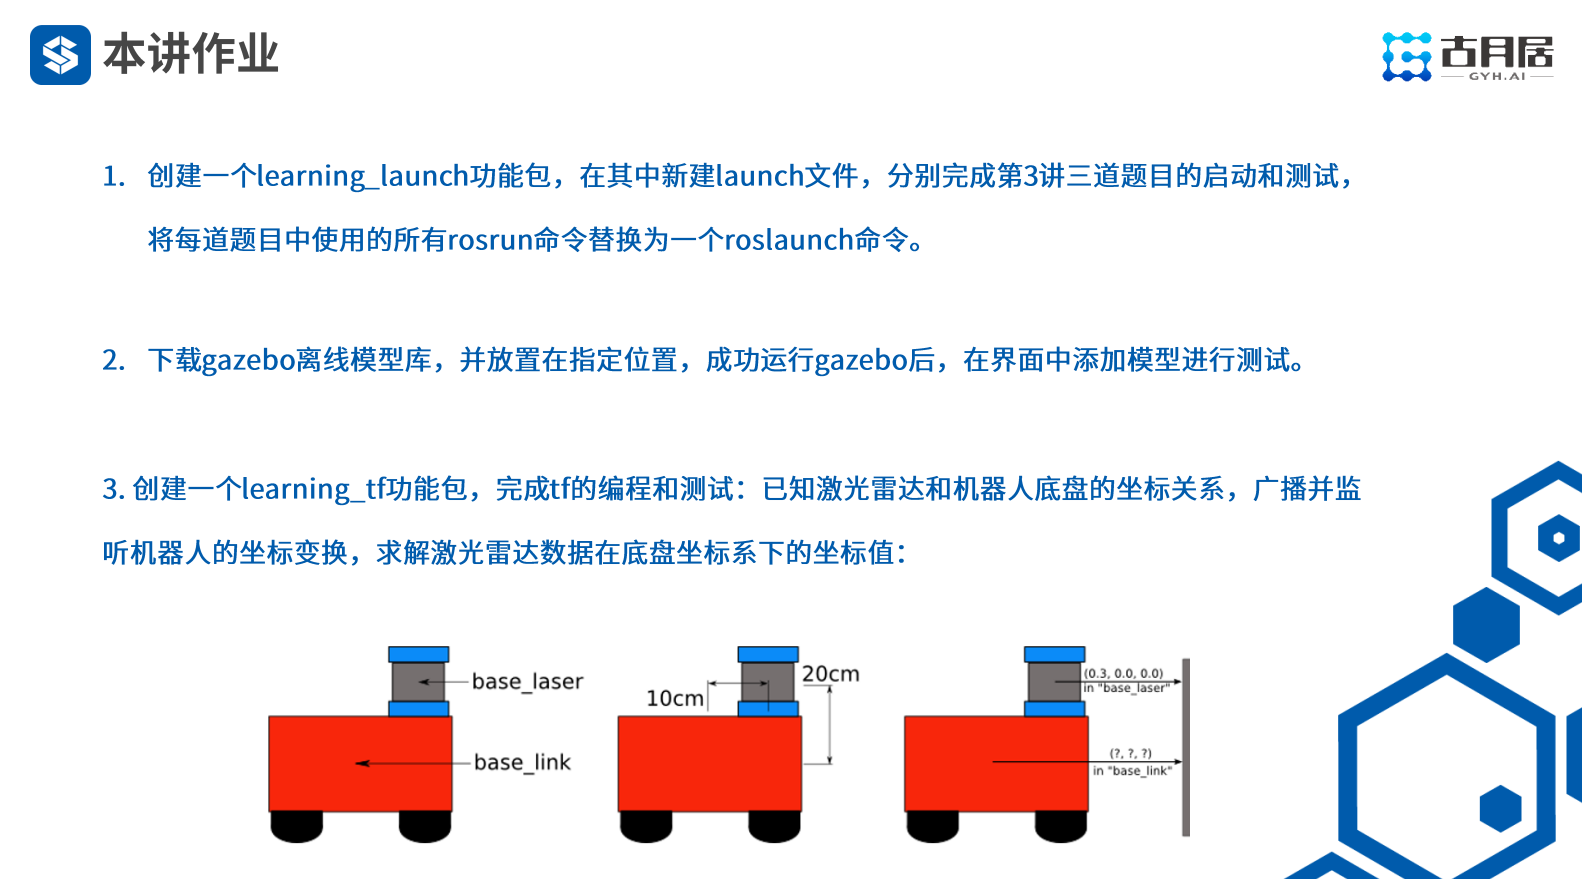 本讲作业
古月居
GYH.AI
1. 创建一个learning_launch功能包，在其中新建launch文件，分别完成第3讲三道题目的启动和测试，
将每道题目中使用的所有rosrun命令替换为一个roslaunch命令。
2. 下载gazebo离线模型库，并放置在指定位置，成功运行gazebo后，在界面中添加模型进行测试。
3. 创建一个learning_tf功能包，完成tf的编程和测试：已知激光雷达和机器人底盘的坐标关系，广播并监
听机器人的坐标变换，求解激光雷达数据在底盘坐标系下的坐标值：
base_laser
base_link
10cm
20cm
(0.3, 0.0, 0.0)
in "base_laser"
(?, ?, ?)
in "base_link"